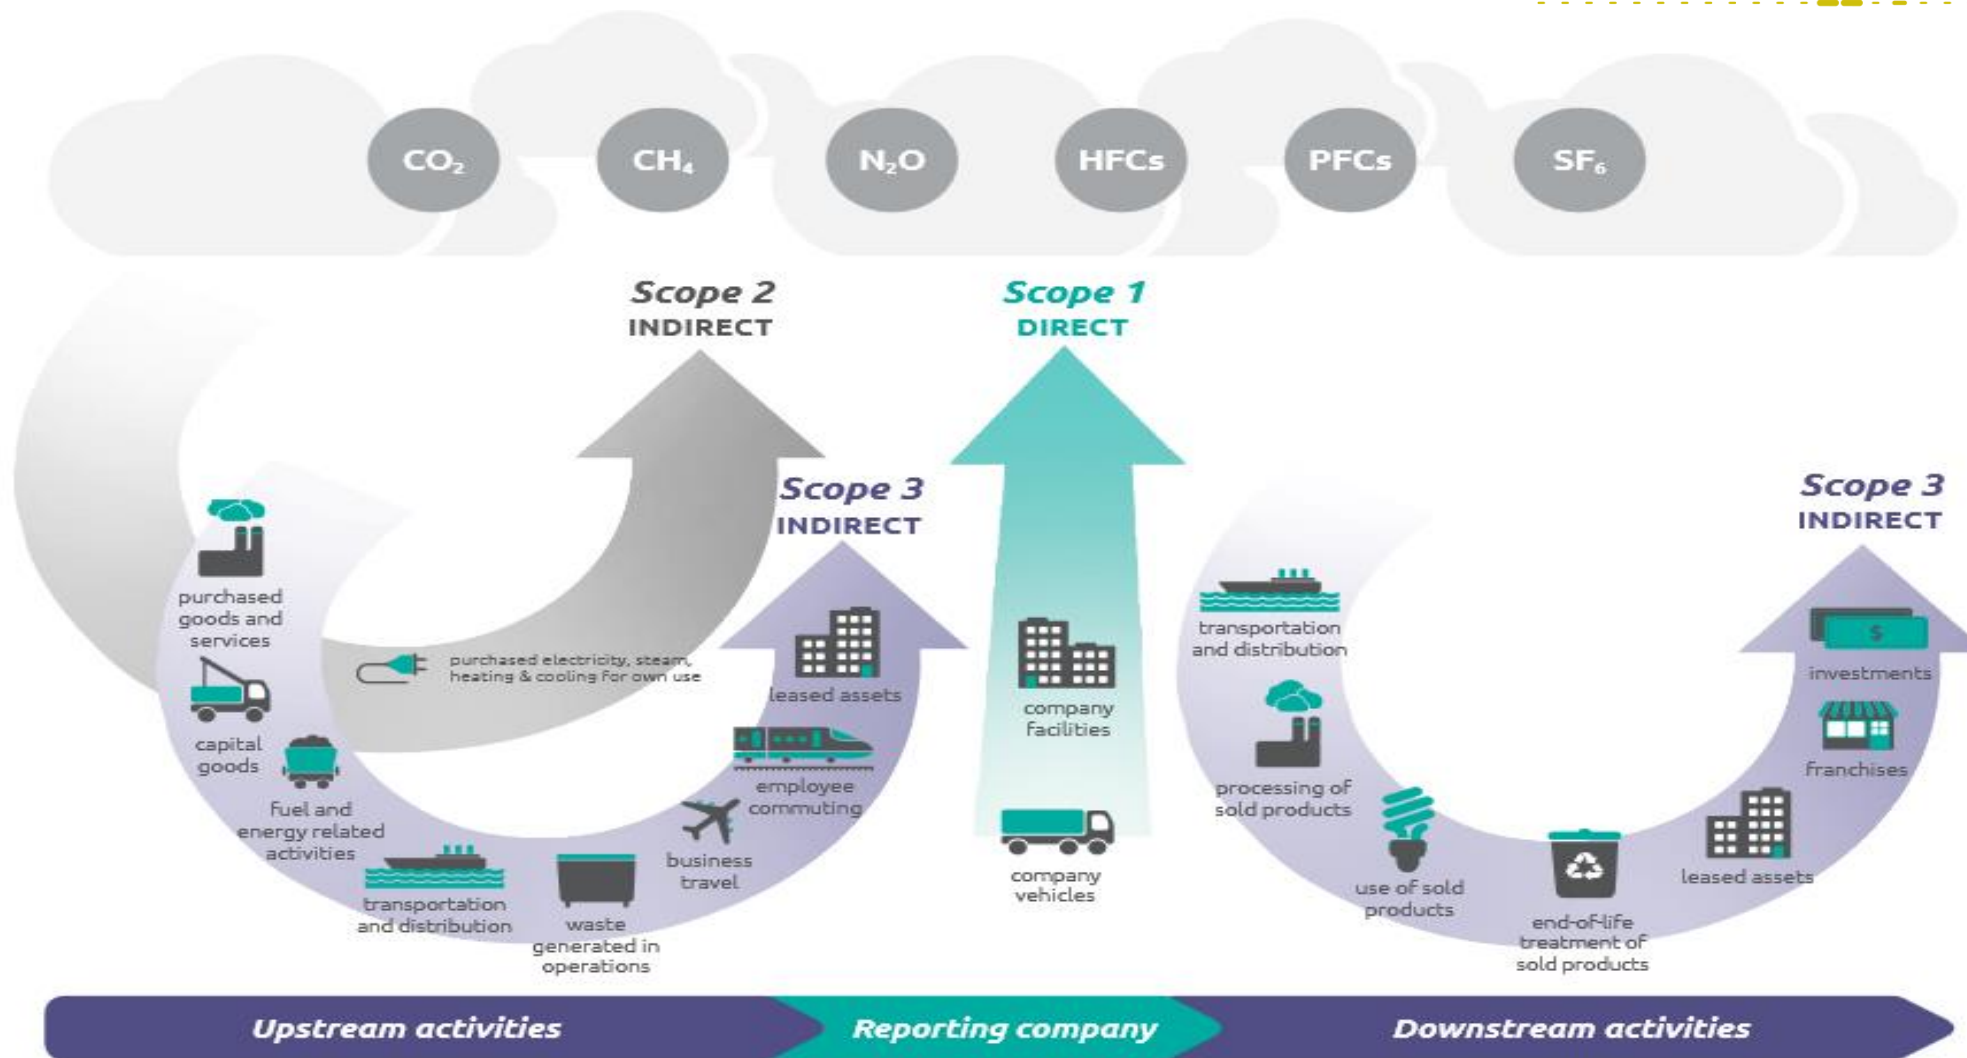 CO₂
CH₄
N₂O
HFCs
PFCs
SF₆
Scope 2
INDIRECT
Scope 1
DIRECT
Scope 3
INDIRECT
Scope 3
INDIRECT
purchased
goods and
services
capital
goods
fuel and
energy related
activities
transportation
and distribution
waste
generated in
operations
business
travel
employee
commuting
leased assets
purchased electricity, steam,
heating & cooling for own use
company
facilities
company
vehicles
transportation
and distribution
processing of
sold products
use of sold
products
end-of-life
treatment of
sold products
leased assets
franchises
$
investments
Upstream activities
Reporting company
Downstream activities